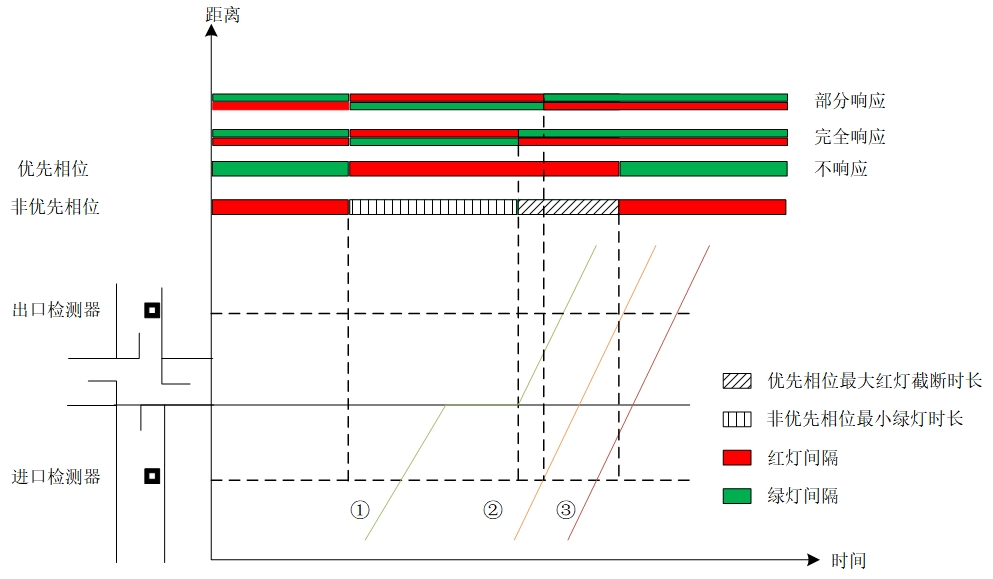 距离
部分响应
完全响应
优先相位
不响应
非优先相位
出口检测器
优先相位最大红灯截断时长
非优先相位最小绿灯时长
红灯间隔
进口检测器
绿灯间隔
① ② ③
时间